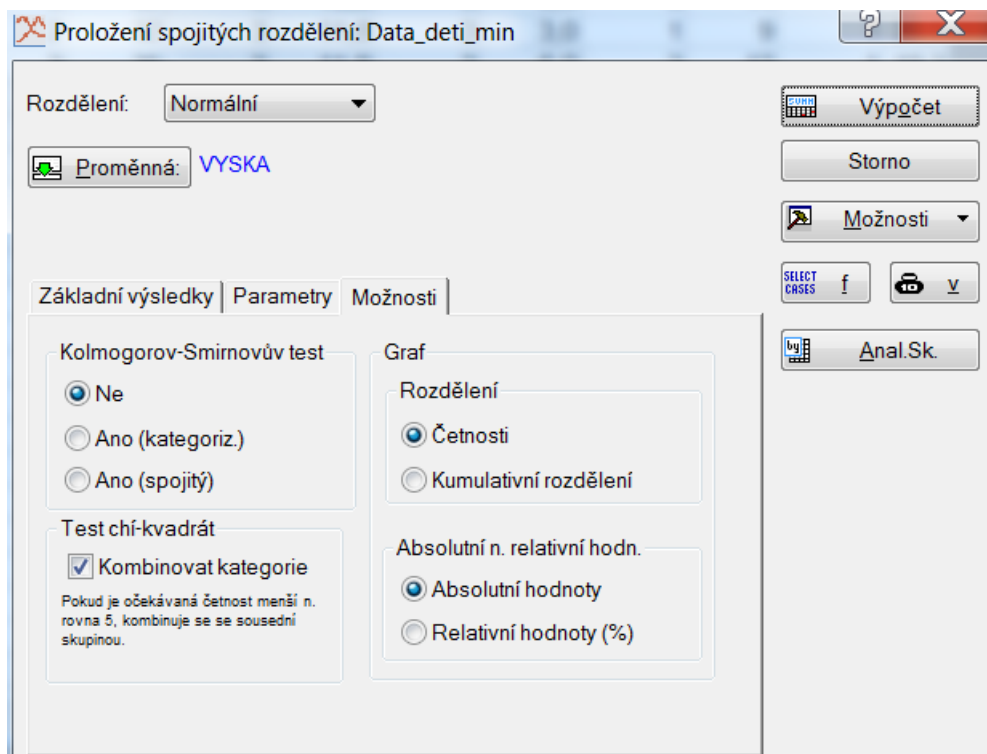 Proložení spojitých rozdělení: Data_deti_min
Rozdělení: Normální
Proměnná: VYSKA
Výpočet
Storno
Možnosti
SELECT CASES f v
Anal.Sk.
Základní výsledky Parametry Možnosti
Kolmogorov-Smirnovův test
Ne
Ano (kategoriz.)
Ano (spojitý)
Test chí-kvadrát
Kombinovat kategorie
Pokud je očekávaná četnost menší n.
rovna 5, kombinuje se se sousední
skupinou.
Graf
Rozdělení
Četnosti
Kumulativní rozdělení
Absolutní n. relativní hodn.
Absolutní hodnoty
Relativní hodnoty (%)